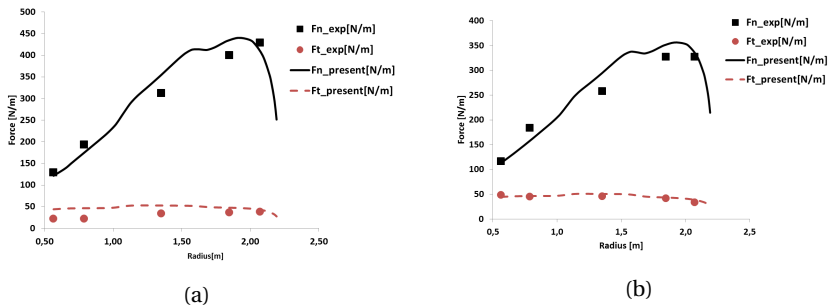 500
450
400
350
300
250
200
150
100
50
0
Force [N/m]
0,50
1,00
1,50
2,00
2,50
Radius[m]
Fn_exp[N/m]
Ft_exp[N/m]
Fn_present[N/m]
Ft_present[N/m]
(a)
400
350
300
250
200
150
100
50
0
Force [N/m]
0,5
1,0
1,5
2,0
2,5
Radius [m]
Fn_exp[N/m]
Ft_exp[N/m]
Fn_present[N/m]
Ft_present[N/m]
(b)